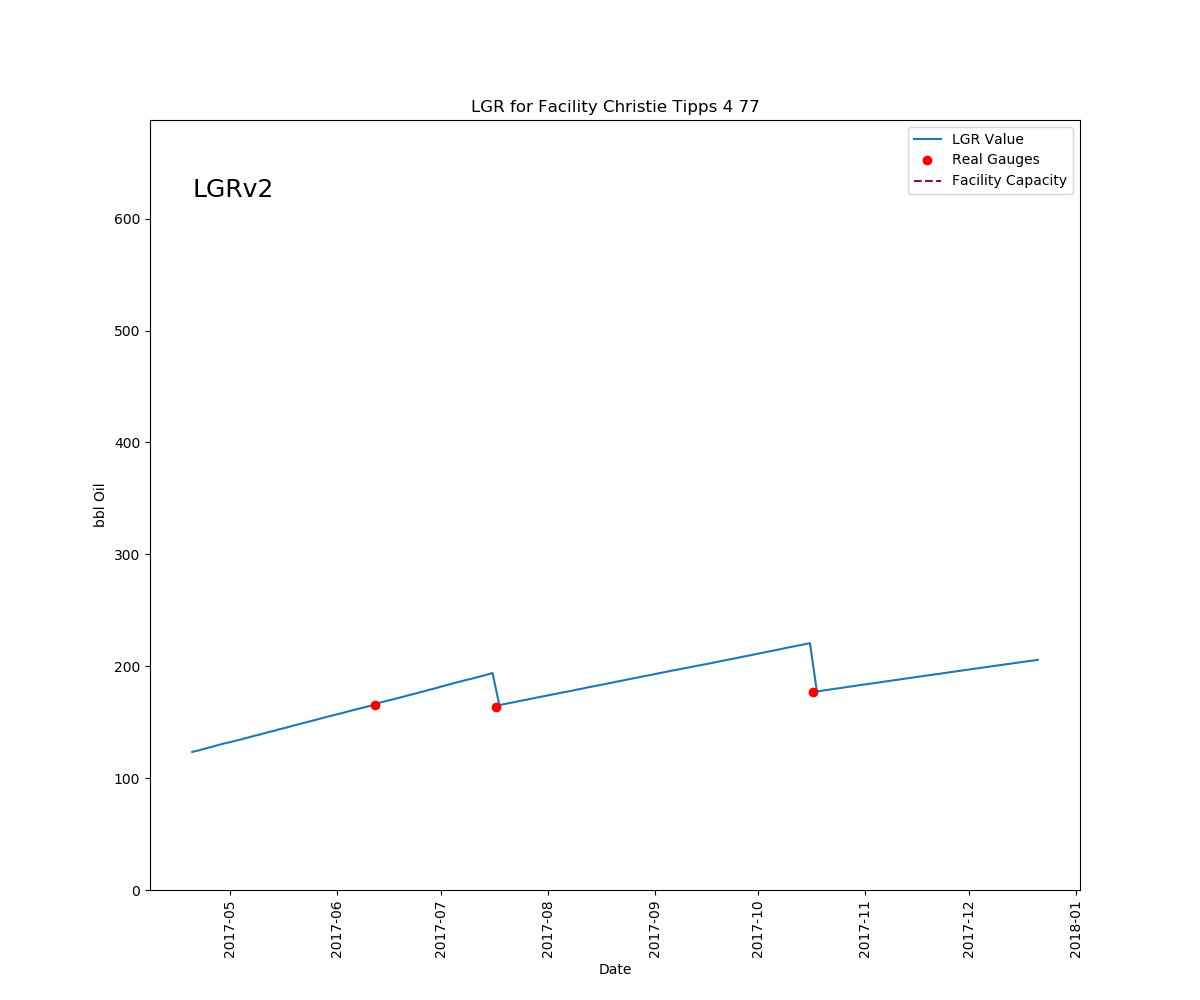 LGR for Facility Christie Tipps 4 77
LGRv2
LGR Value
Real Gauges
Facility Capacity
600
500
400
300
200
100
0
bbl Oil
2017-05
2017-06
2017-07
2017-08
2017-09
2017-10
2017-11
2017-12
2018-01
Date